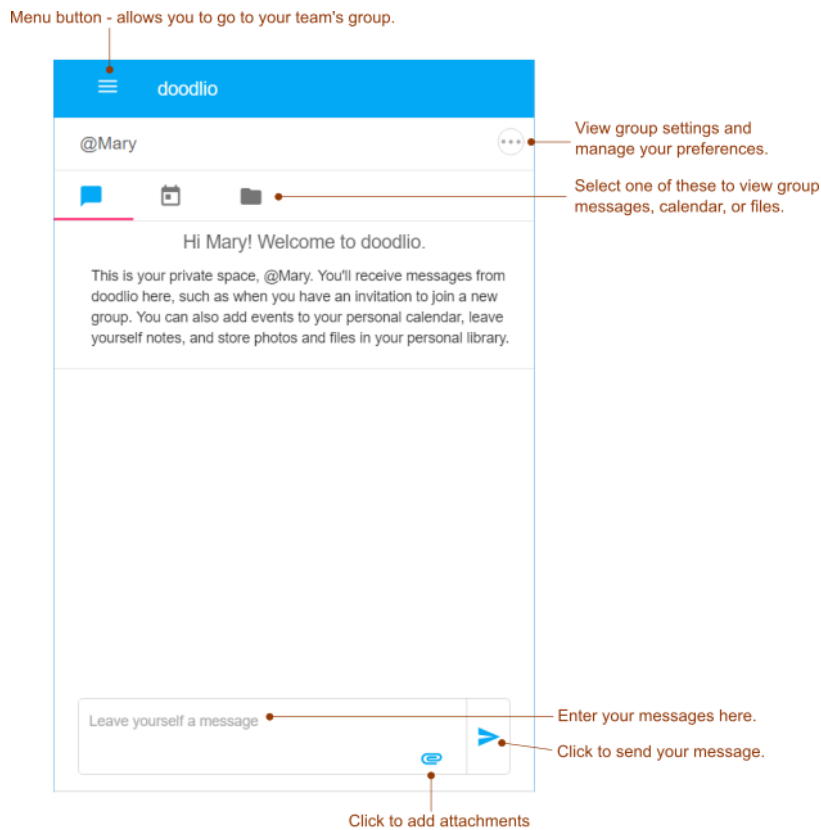 Menu button - allows you to go to your team's group.
doodlio
@Mary
View group settings and
manage your preferences.
Select one of these to view group
messages, calendar, or files.
Hi Mary! Welcome to doodlio.
This is your private space, @Mary. You'll receive messages from
doodlio here, such as when you have an invitation to join a new
group. You can also add events to your personal calendar, leave
yourself notes, and store photos and files in your personal library.
Leave yourself a message
Enter your messages here.
Click to send your message.
Click to add attachments